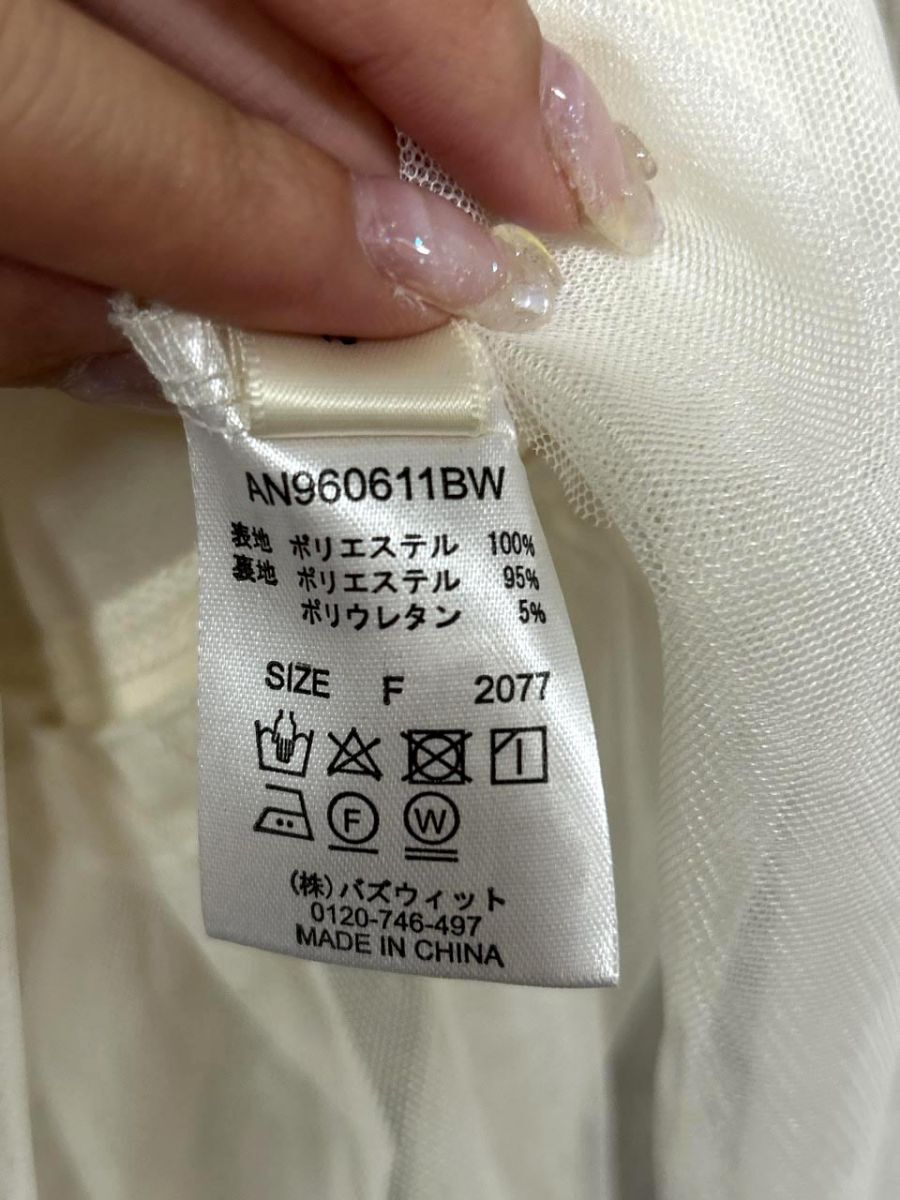 AN960611BW
表地 ポリエステル 100%
裏地 ポリエステル 95%
ポリウレタン 5%
SIZE F 2077
F W
(株)バズウィット
0120-746-497
MADE IN CHINA